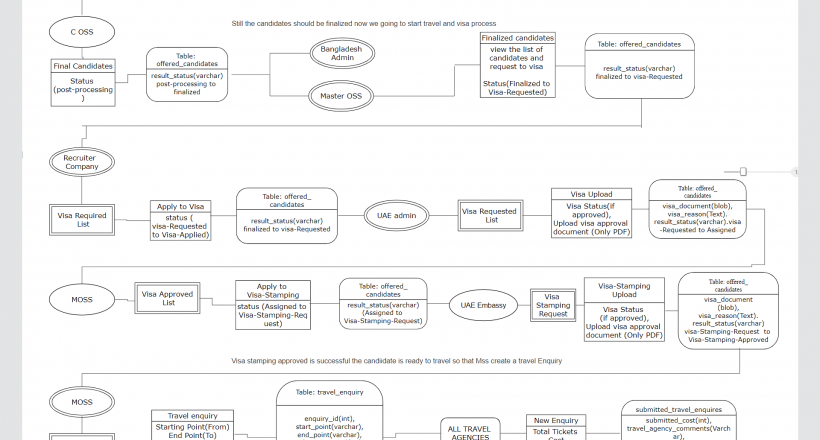 Still the candidates should be finalized now we going to start travel and visa process
C OSS
Final Candidates
Status
(post-processing
)
Table:
offered_candidates
result_status(varchar)
post-processing to
finalized
Bangladesh
Admin
Master OSS
Finalized candidates
view the list of
candidates and
request to visa
Status(Finalized to
Visa-Requested)
Table: offered_candidates
result_status(varchar)
finalized to visa-Requested
Recruiter
Company
Visa Required
List
Apply to Visa
status (
visa-Requested
to Visa-Applied)
Table: offered_
candidates
result_status(varchar)
finalized to visa-Requested
UAE admin
Visa Requested
List
Visa Upload
Visa Status(if
approved),
Upload visa approval
document (Only PDF)
Table: offered_
candidates
visa_document(blob),
visa_reason(Text).
result_status(varchar).visa
-Requested to Assigned
MOSS
Visa Approved
List
Apply to
Visa-Stamping
status (Assigned to
Visa-Stamping-Req
uest)
Table: offered_
candidates
result_status(varchar)
(Assigned to
Visa-Stamping-Request)
UAE Embassy
Visa
Stamping
Request
Visa-Stamping
Upload
Visa Status
(if approved),
Upload visa approval
document (Only PDF)
Table: offered_
candidates
visa_document
(blob),
visa_reason(Text).
result_status(varchar)
visa-Stamping-Request to
Visa-Stamping-Approved
Visa stamping approved is successful the candiidate is ready to travel so that Mss create a travel Enquiry
MOSS
Travel enquiry
Starting Point(From)
End Point(To)
Table: travel_enquiry
enquiry_id(int),
start_point(varchar),
end_point(varchar),
ALL TRAVEL
AGENCIES
New Enquiry
Total Tickets
Cost
submitted_travel_enquires
submitted_cost(int),
travel_agency_comments(Varch
ar),